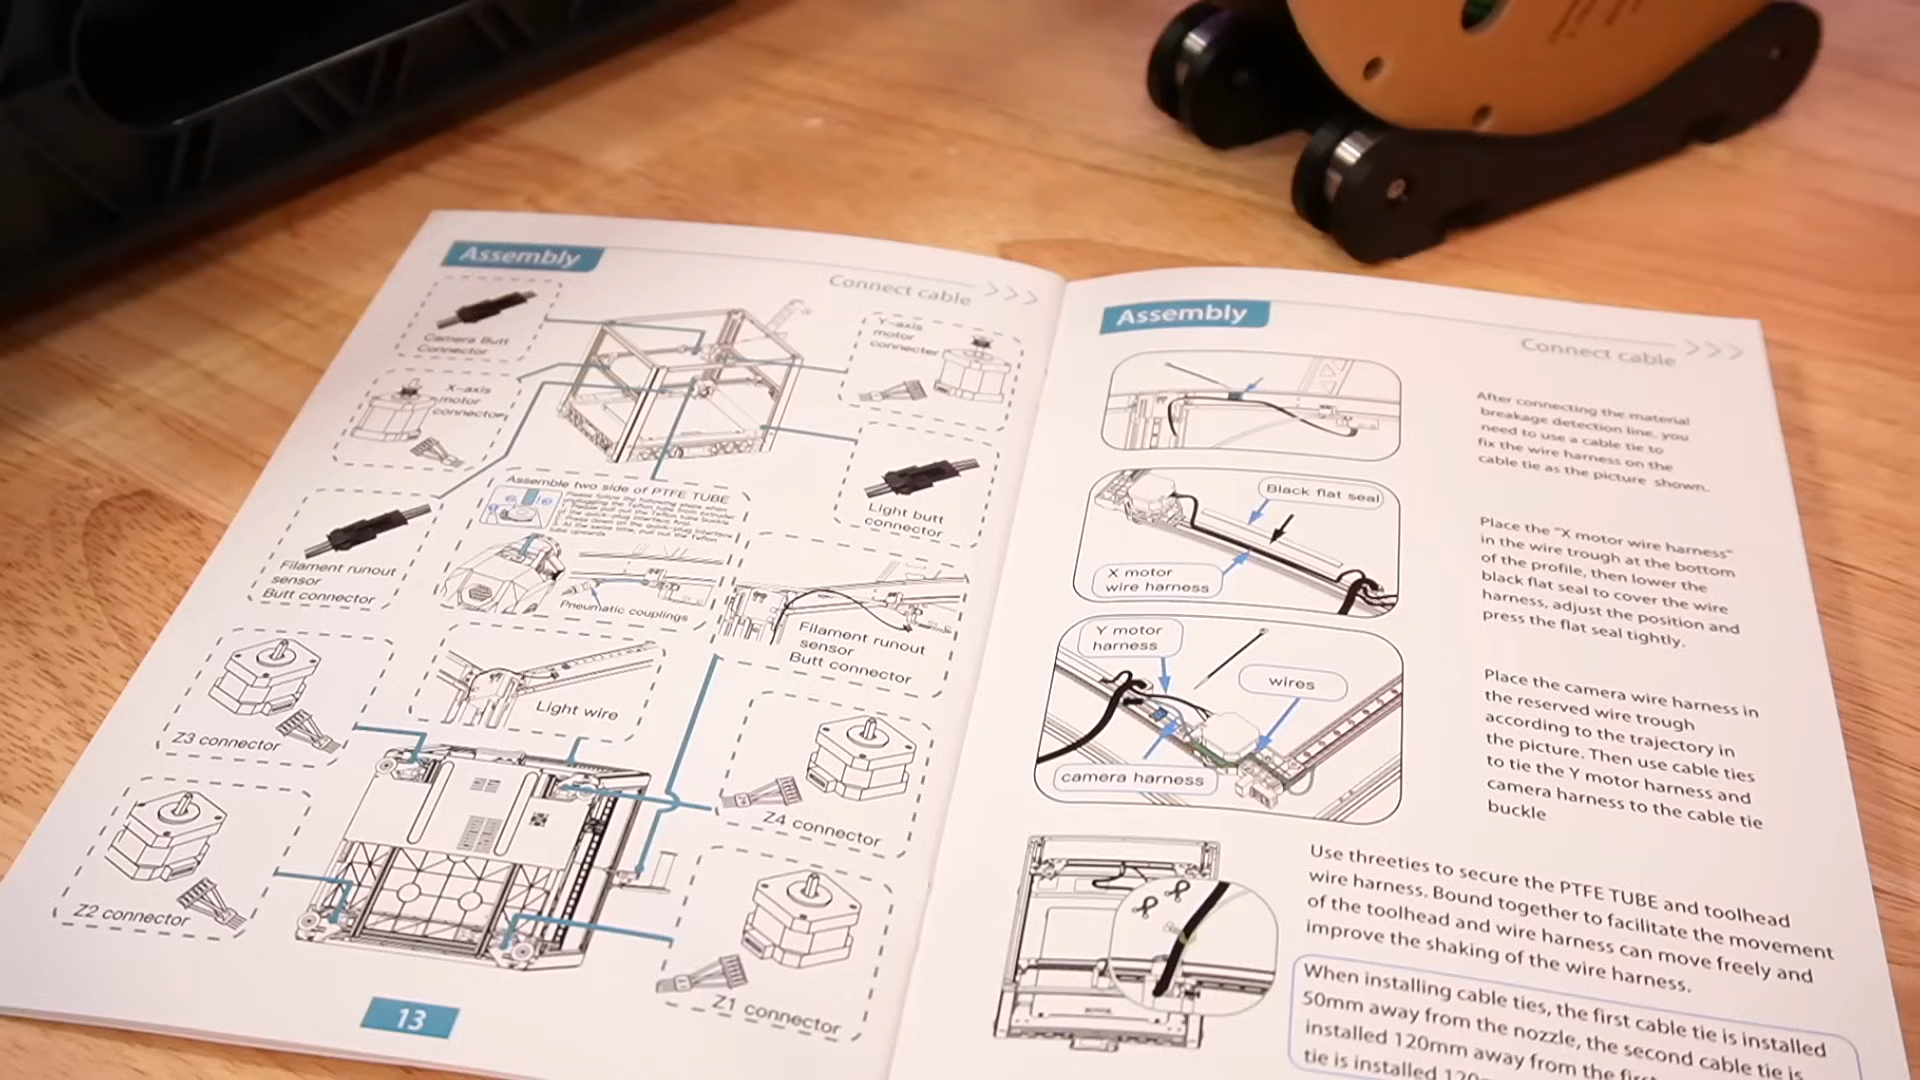 Assembly
Connect cable
Camera Butt
Connector
Y-axis
motor
connecter
X-axis
motor
connector
Light butt
connector
Assemble two side of PTFE TUBE
Filament runout
sensor
Butt connector
Pneumatic couplings
Filament runout
sensor
Butt connector
Light wire
Z3 connector
Z4 connector
Z2 connector
Z1 connector
13
Assembly
Connect cable
After connecting the material
breakage detection line, you
need to use a cable tie to
fix the wire harness on the
cable tie as the picture shown.
Black flat seal
X motor
wire harness
Place the "X motor wire harness"
in the wire trough at the bottom
of the profile, then lower the
black flat seal to cover the wire
harness, adjust the position and
press the flat seal tightly.
Y motor
harness
wires
camera harness
Place the camera wire harness in
the reserved wire trough
according to the trajectory in
the picture. Then use cable ties
to tie the Y motor harness and
camera harness to the cable tie
buckle
Use threeties to secure the PTFE TUBE and toolhead
wire harness. Bound together to facilitate the movement
of the toolhead and wire harness can move freely and
improve the shaking of the wire harness.
When installing cable ties, the first cable tie is installed
50mm away from the nozzle, the second cable tie is
installed 120mm away from the first
tie is installed